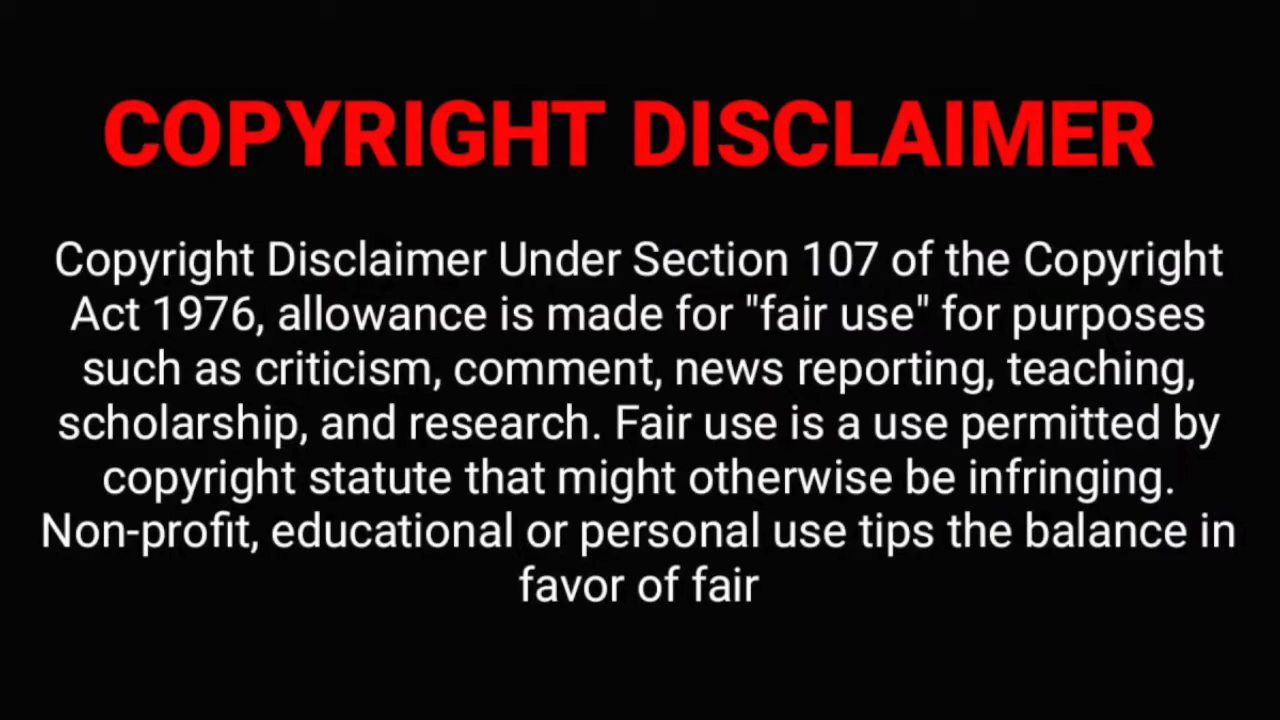 COPYRIGHT DISCLAIMER
Copyright Disclaimer Under Section 107 of the Copyright
Act 1976, allowance is made for "fair use" for purposes
such as criticism, comment, news reporting, teaching,
scholarship, and research. Fair use is a use permitted by
copyright statute that might otherwise be infringing.
Non-profit, educational or personal use tips the balance in
favor of fair